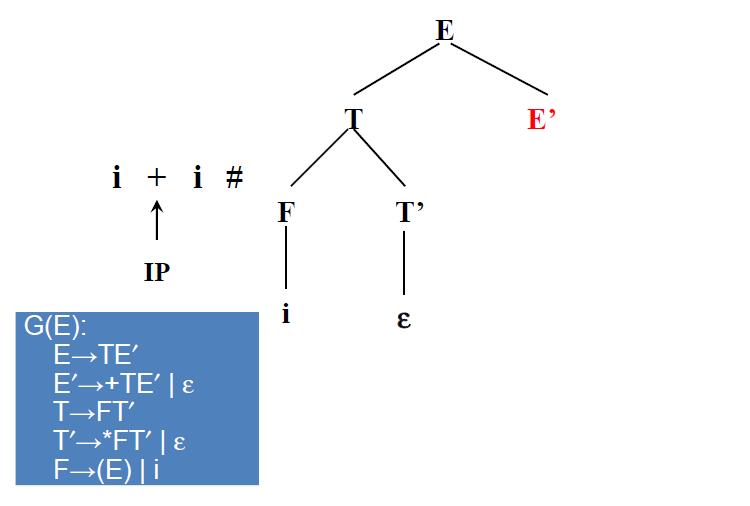 E
T E’
i + i #
F T’
IP
i ε
G(E):
E→TE′
E′→+TE′ | ε
T→FT′
T′→*FT′ | ε
F→(E) | i